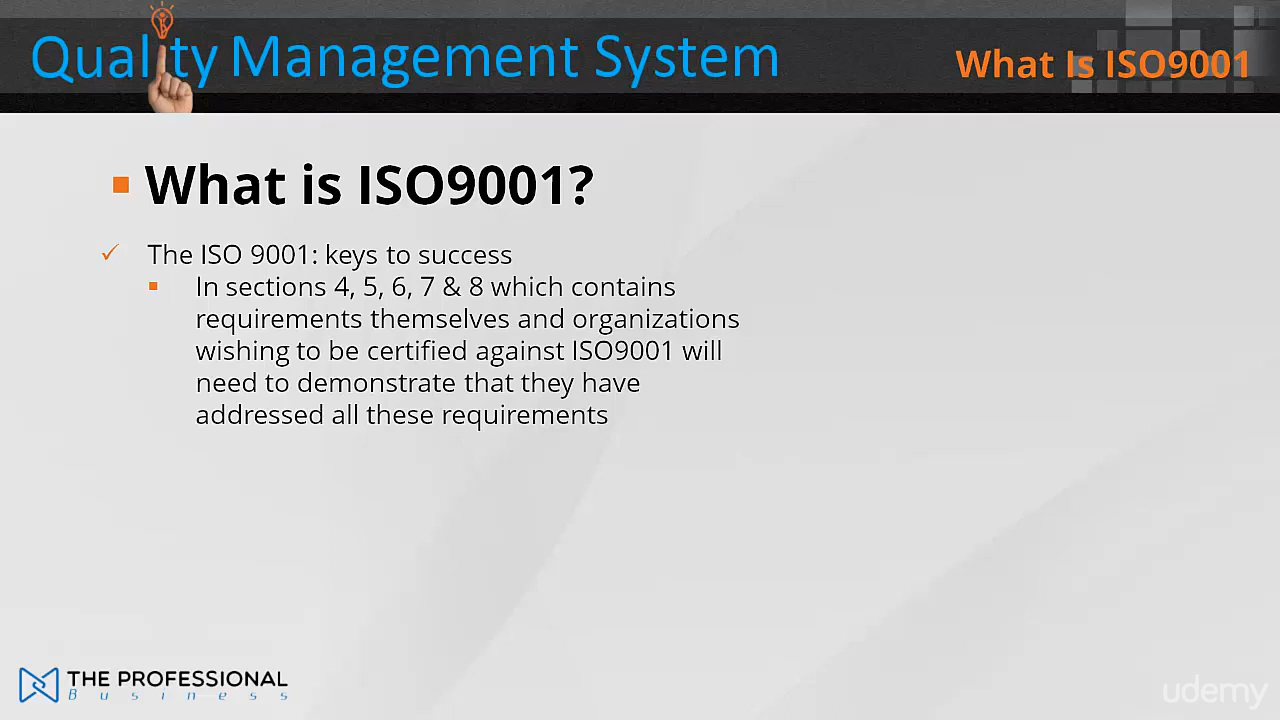 Quality Management System
What Is ISO9001
What is ISO9001?
The ISO 9001: keys to success
In sections 4, 5, 6, 7 & 8 which contains
requirements themselves and organizations
wishing to be certified against ISO9001 will
need to demonstrate that they have
addressed all these requirements
THE PROFESSIONAL
Business
udemy